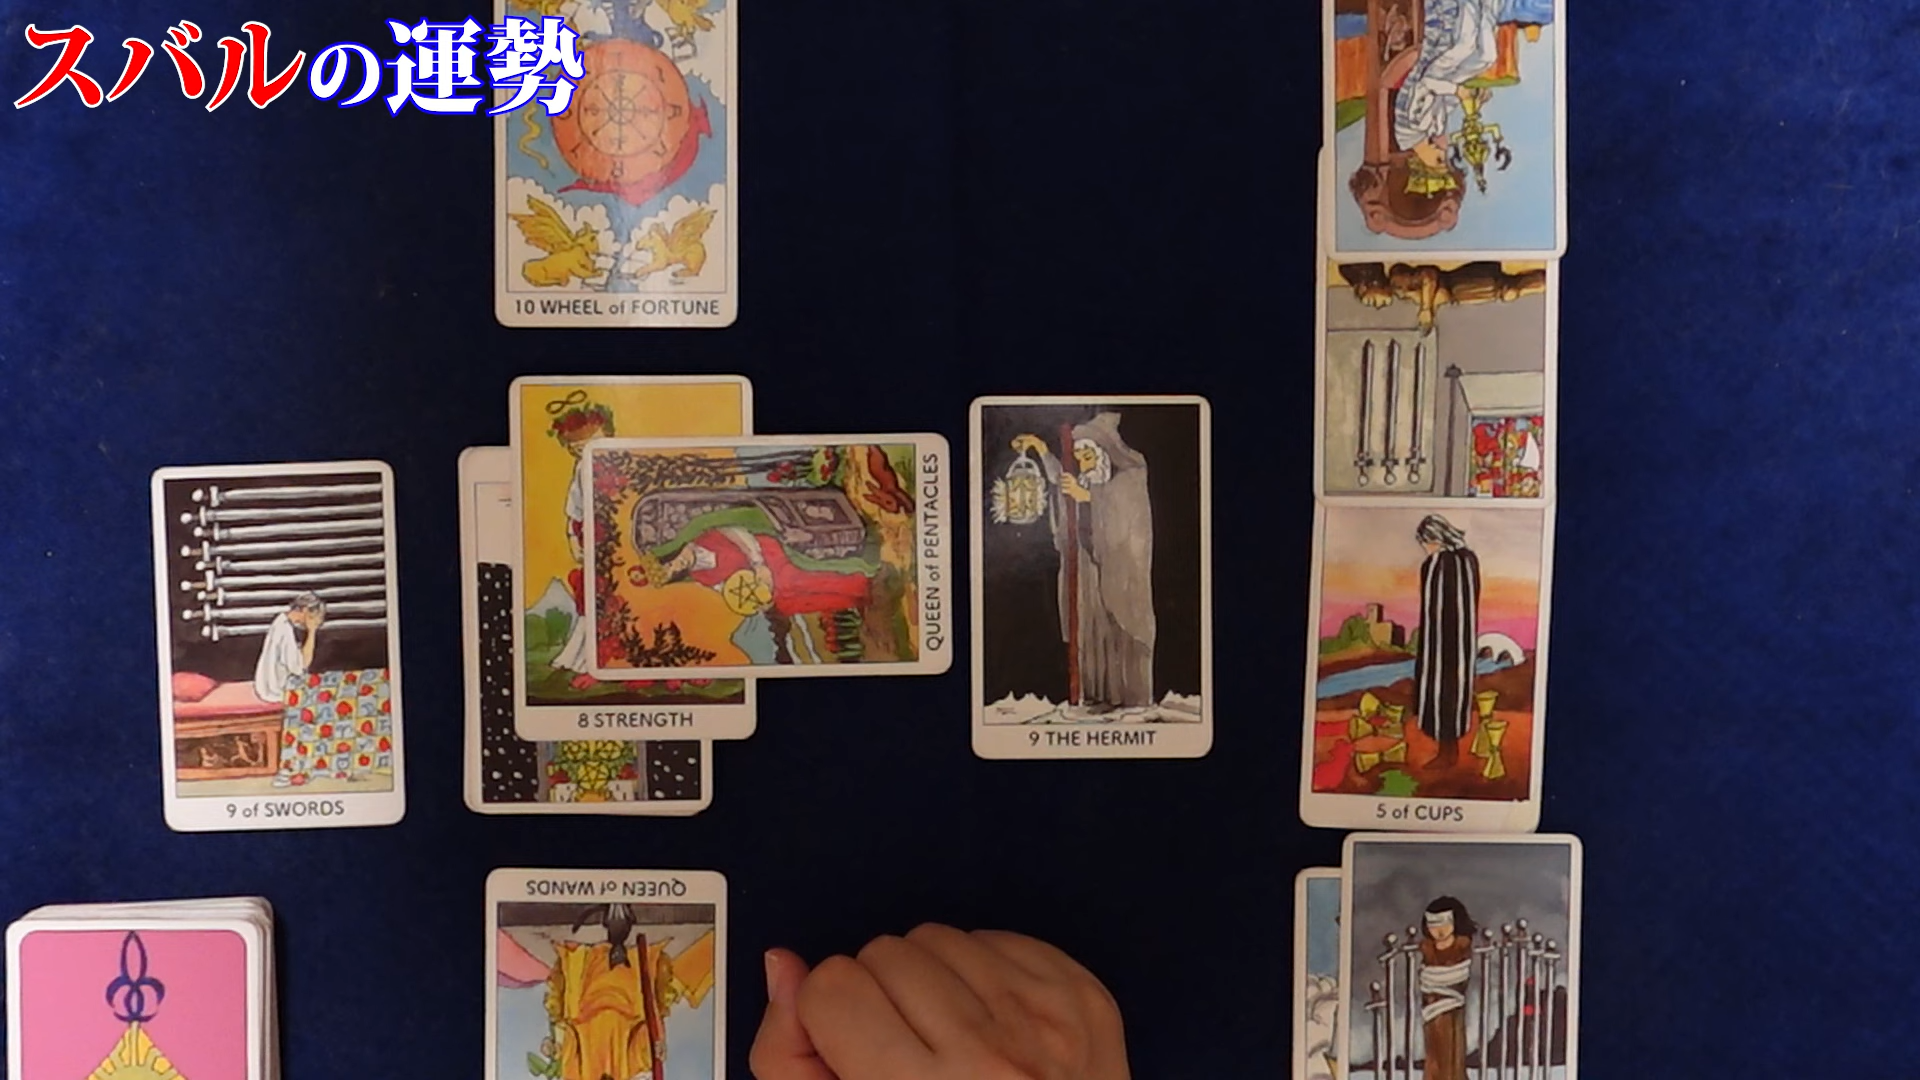 スバルの運勢
10 WHEEL of FORTUNE
QUEEN of PENTACLES
8 STRENGTH
9 THE HERMIT
9 of SWORDS
5 of CUPS
QUEEN of WANDS